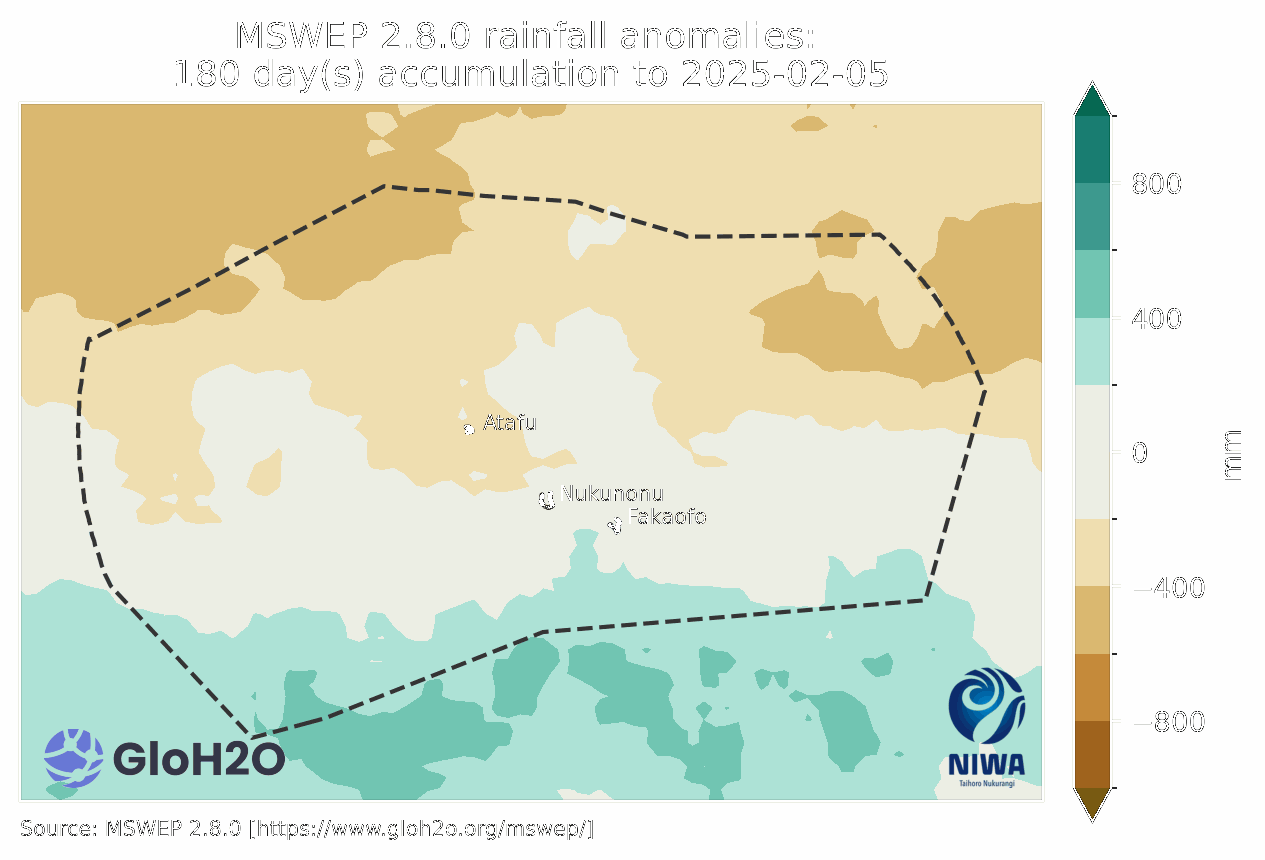 MSWEP 2.8.0 rainfall anomalies:
180 day(s) accumulation to 2025-02-05
800
400
0
−400
−800
mm
Atafu
Nukunonu
Fakaofo
GloH2O
NIWA
Taihoro Nukurangi
Source: MSWEP 2.8.0 [https://www.gloh2o.org/mswep/]